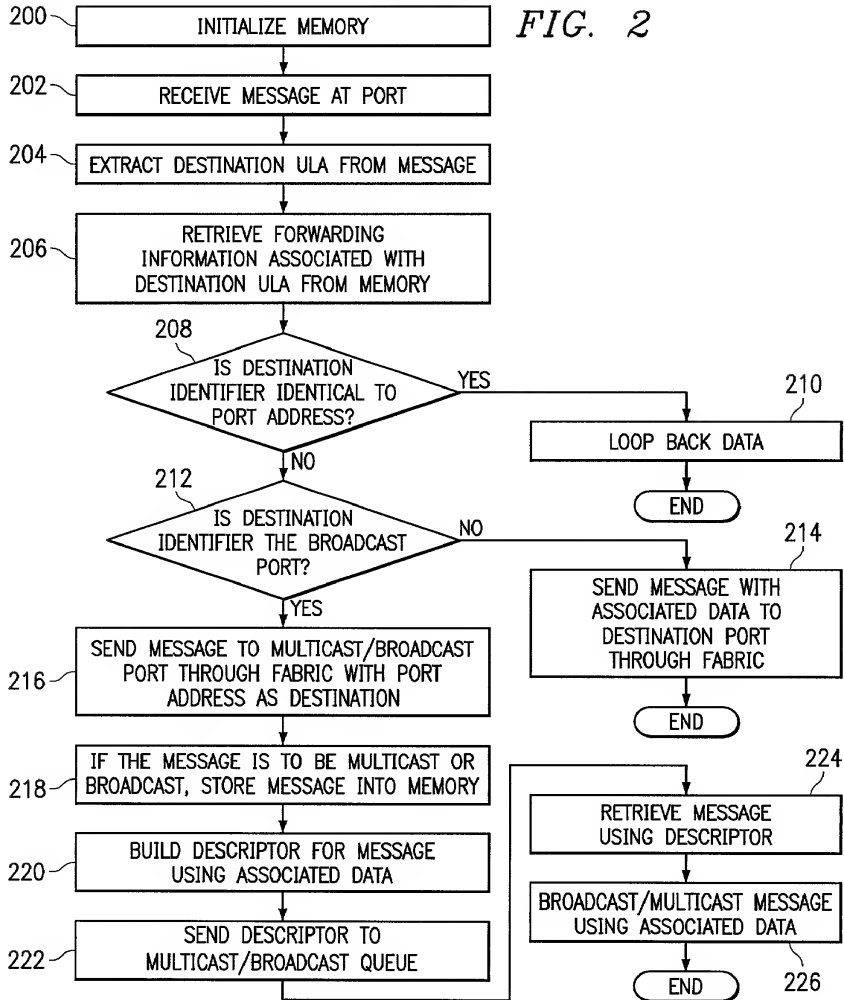 FIG. 2
200
INITIALIZE MEMORY
202
RECEIVE MESSAGE AT PORT
204
EXTRACT DESTINATION ULA FROM MESSAGE
206
RETRIEVE FORWARDING
INFORMATION ASSOCIATED WITH
DESTINATION ULA FROM MEMORY
208
IS DESTINATION
IDENTIFIER IDENTICAL TO
PORT ADDRESS?
YES
210
LOOP BACK DATA
END
NO
212
IS DESTINATION
IDENTIFIER THE BROADCAST
PORT?
NO
214
SEND MESSAGE WITH
ASSOCIATED DATA TO
DESTINATION PORT
THROUGH FABRIC
END
YES
216
SEND MESSAGE TO MULTICAST/BROADCAST
PORT THROUGH FABRIC WITH PORT
ADDRESS AS DESTINATION
218
IF THE MESSAGE IS TO BE MULTICAST OR
BROADCAST, STORE MESSAGE INTO MEMORY
220
BUILD DESCRIPTOR FOR MESSAGE
USING ASSOCIATED DATA
222
SEND DESCRIPTOR TO
MULTICAST/BROADCAST QUEUE
224
RETRIEVE MESSAGE
USING DESCRIPTOR
BROADCAST/MULTICAST MESSAGE
USING ASSOCIATED DATA
226
END